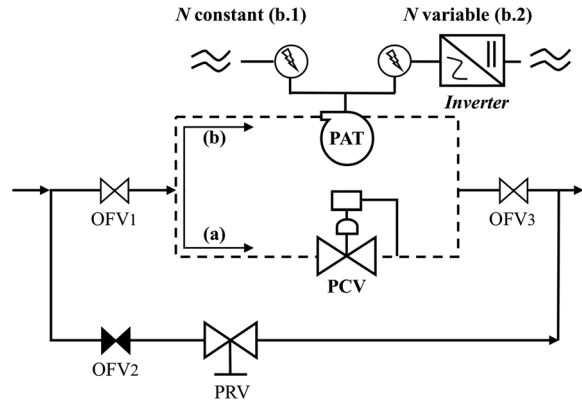 N constant (b.1)
N variable (b.2)
Inverter
(b)
PAT
OFV1
OFV3
(a)
PCV
OFV2
PRV